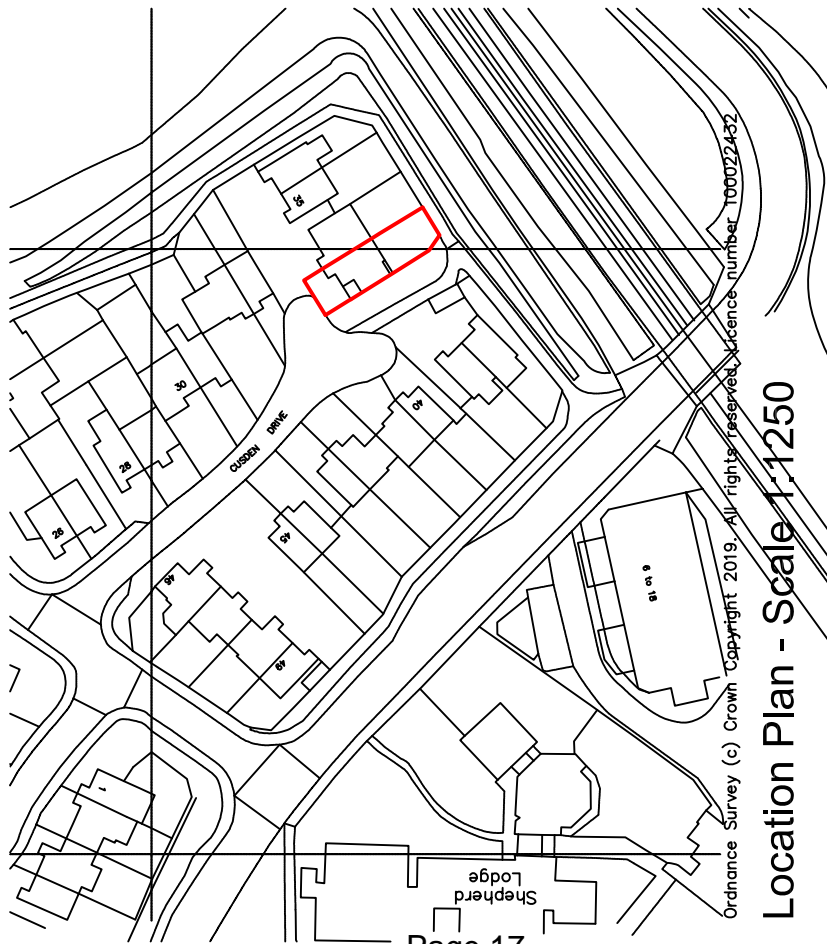 35
30
CUSDEN DRIVE
28
26
40
45
46
49
6 to 18
1
Shepherd
Lodge
Ordnance Survey (c) Crown Copyright 2019. All rights reserved. Licence number 100022432
Location Plan - Scale 1:1250
Page 17